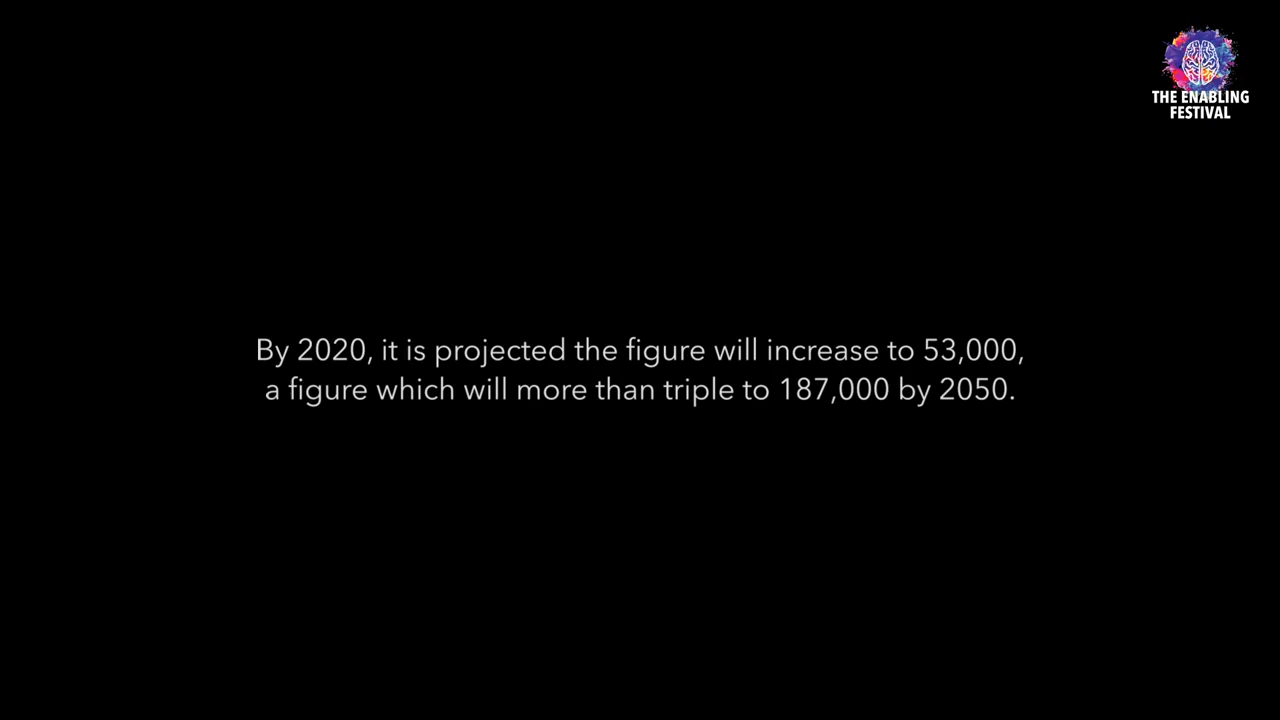 THE ENABLING
FESTIVAL
By 2020, it is projected the figure will increase to 53,000,
a figure which will more than triple to 187,000 by 2050.